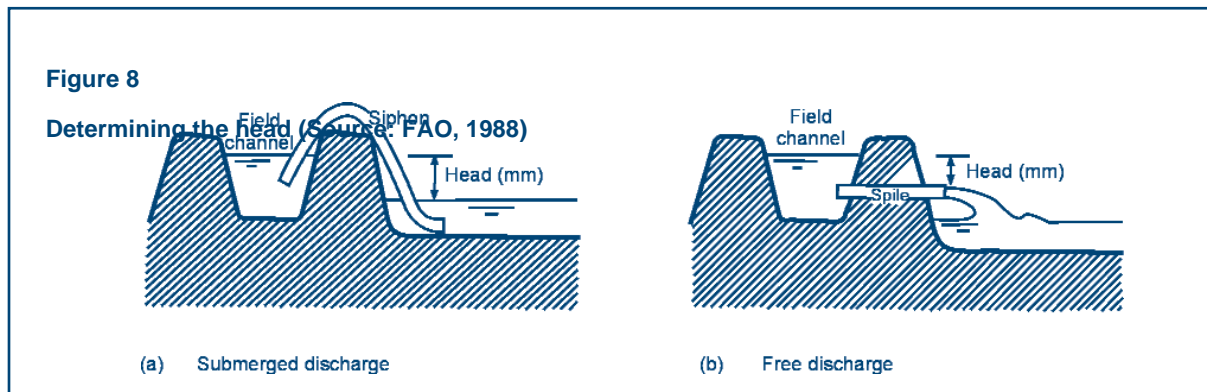 Figure 8
Determining the head (Source: FAO, 1988)
Field
channel
Siphon
Head (mm)
(a) Submerged discharge
Field
channel
Head (mm)
Spile
(b) Free discharge